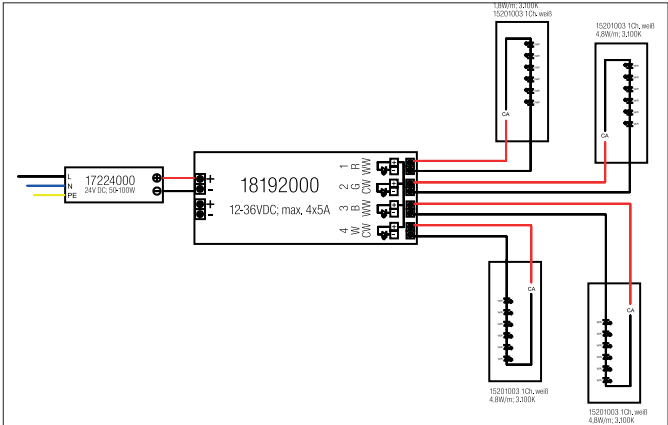 1,8W/m; 3.100K
15201003 1Ch. weiß
15201003 1Ch. weiß
4,8W/m; 3.100K
CA
CA
L
N
PE
17224000
24V DC; 50-100W
+
-
+
-
+
-
18192000
12-36VDC; max. 4x5A
1 R WW
2 G CW
3 B WW
4 W CW
+
-
+
-
+
-
+
-
CA
CA
15201003 1Ch. weiß
4,8W/m; 3.100K
15201003 1Ch. weiß
4,8W/m; 3.100K